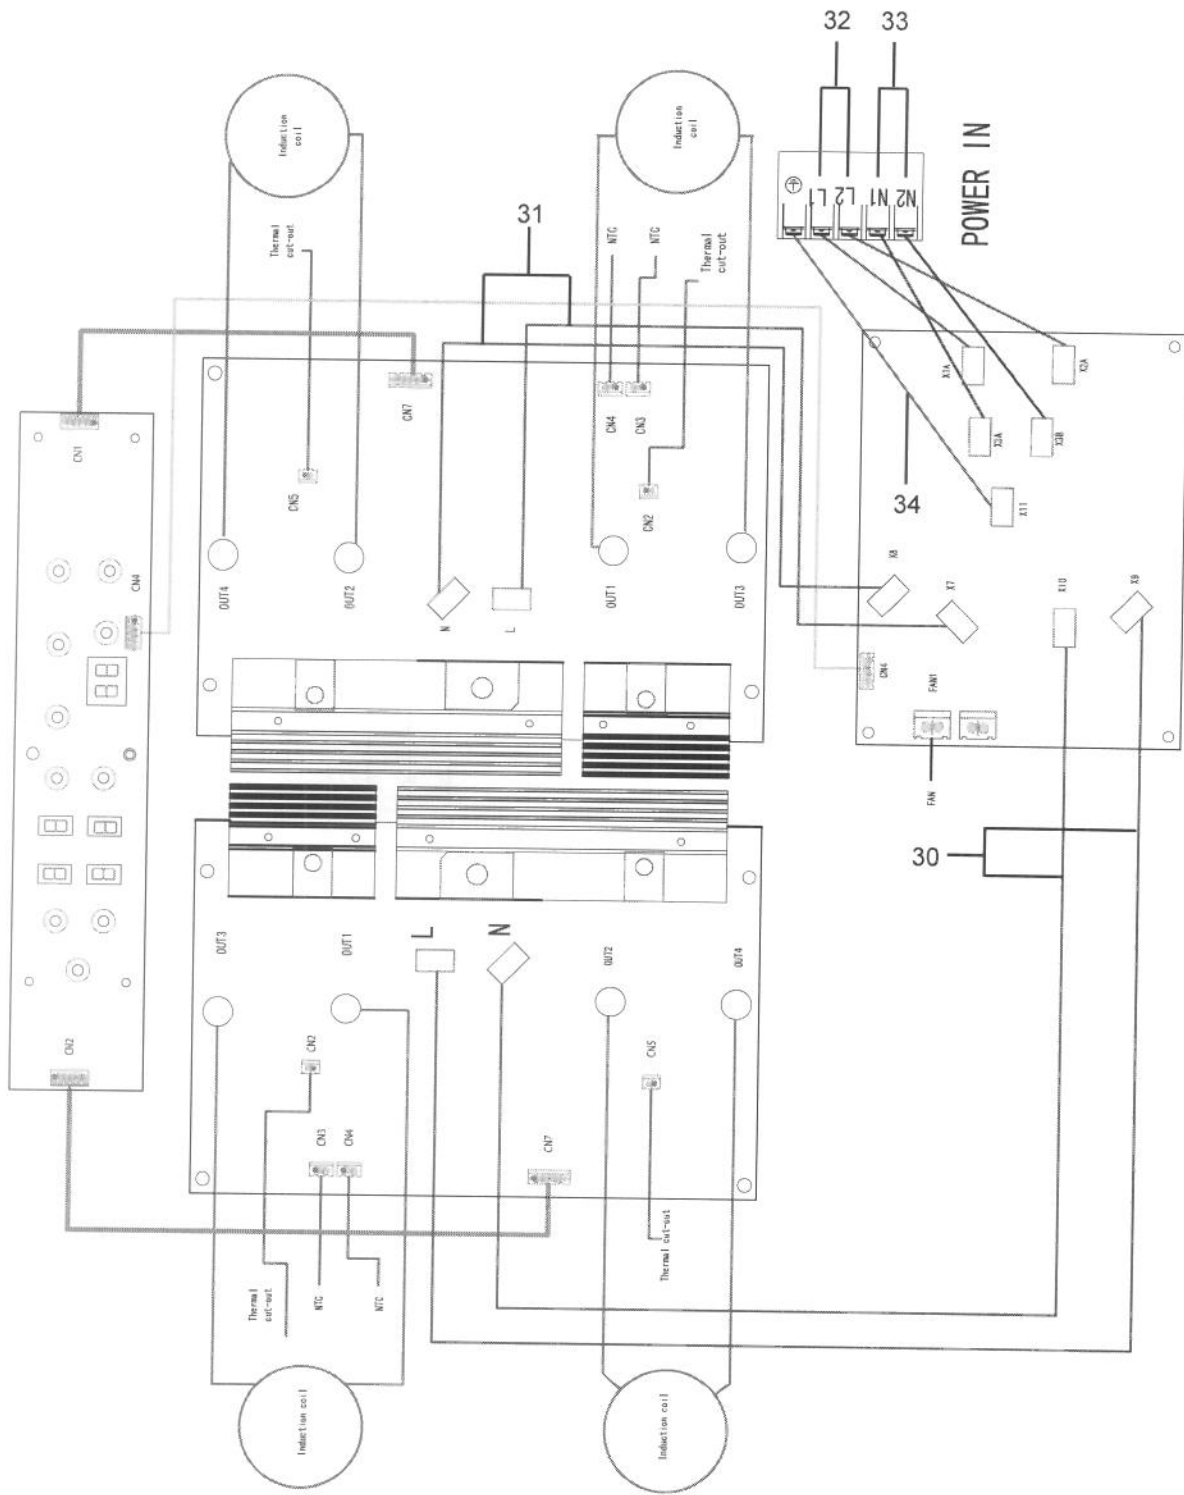 32
33
Induction
coil
Induction
coil
L1
L2
N1
N2
POWER IN
31
Thermal
cut-out
NTC
NTC
Thermal
cut-out
CN1
CN7
CN4
CN3
CN5
CN2
CN4
OUT4
OUT2
OUT1
OUT3
N
L
X1A
X2A
X3A
X3B
34
X11
X8
X7
X10
X9
CN4
FAN1
FAN
30
OUT3
OUT1
L
N
OUT2
OUT4
CN2
CN2
CN5
CN3
CN4
CN7
Thermal
cut-out
NTC
NTC
Thermal cut-out
Induction coil
Induction coil